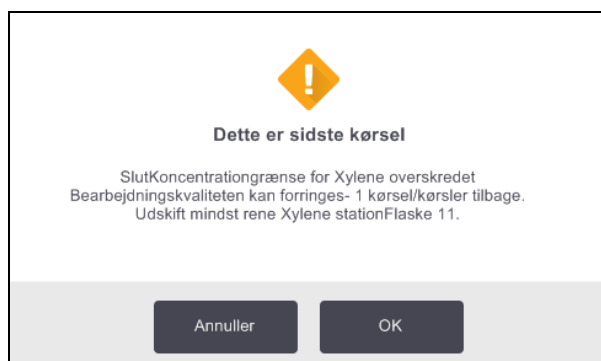 Dette er sidste kørsel
SlutKoncentrationgrænse for Xylene overskredet
Bearbejdningskvaliteten kan forringes- 1 kørsel/kørsler tilbage.
Udskift mindst rene Xylene stationFlaske 11.
Annuller
OK